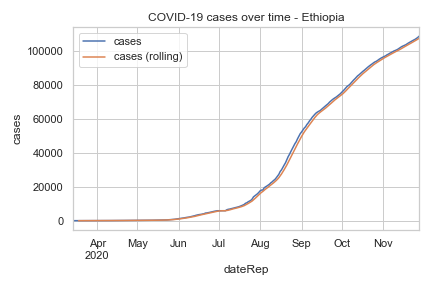 COVID-19 cases over time - Ethiopia
cases
cases (rolling)
100000
80000
60000
40000
20000
0
cases
Apr
2020
May
Jun
Jul
Aug
Sep
Oct
Nov
dateRep